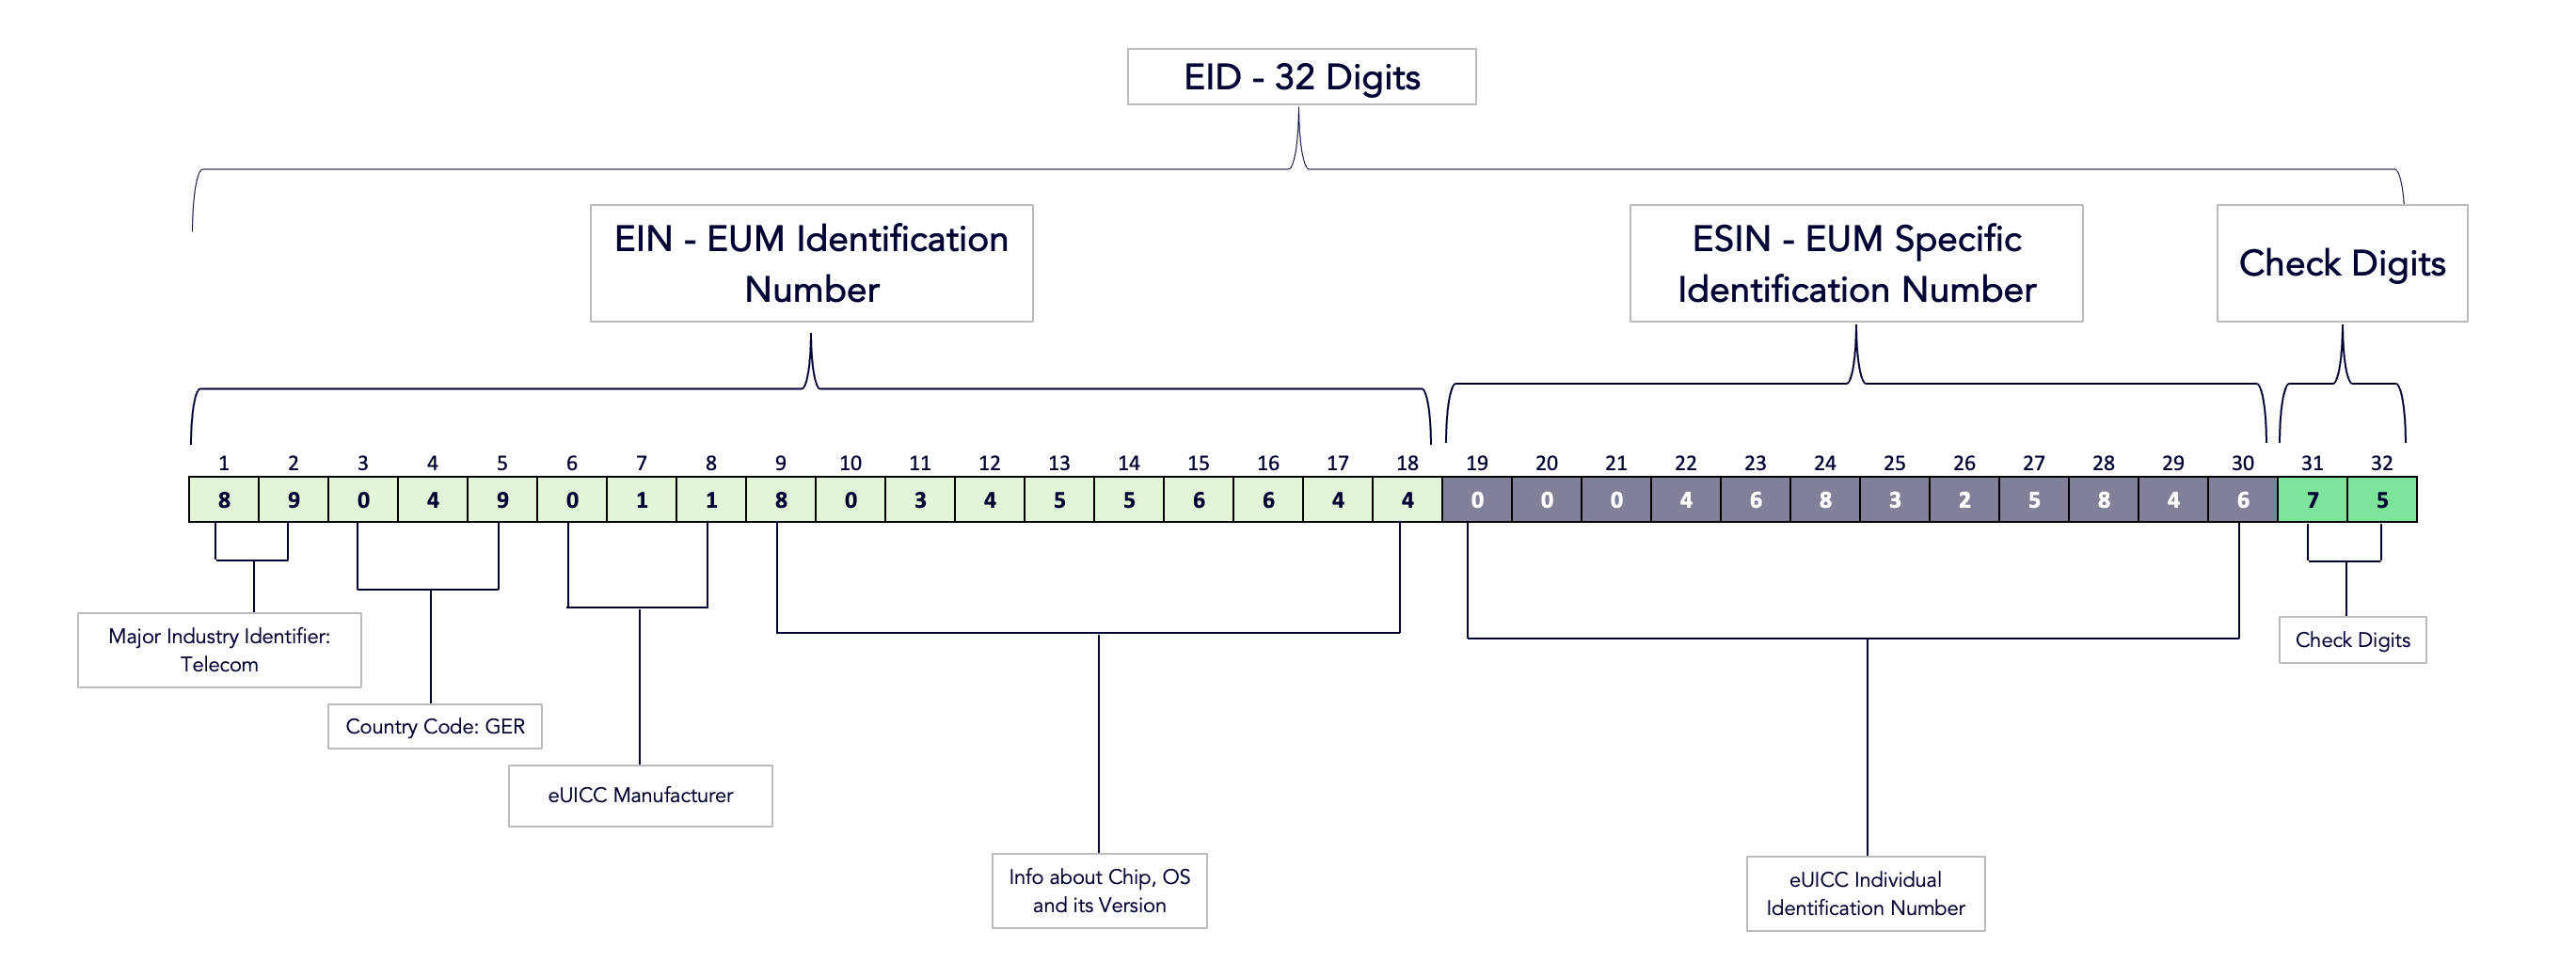 EID - 32 Digits
EIN - EUM Identification
Number
ESIN - EUM Specific
Identification Number
Check Digits
1 2 3 4 5 6 7 8 9 10 11 12 13 14 15 16 17 18 19 20 21 22 23 24 25 26 27 28 29 30 31 32
8 9 0 4 9 0 1 1 8 0 3 4 5 5 6 6 4 4 0 0 0 4 6 8 3 2 5 8 4 6 7 5
Major Industry Identifier:
Telecom
Country Code: GER
eUICC Manufacturer
Info about Chip, OS
and its Version
eUICC Individual
Identification Number
Check Digits